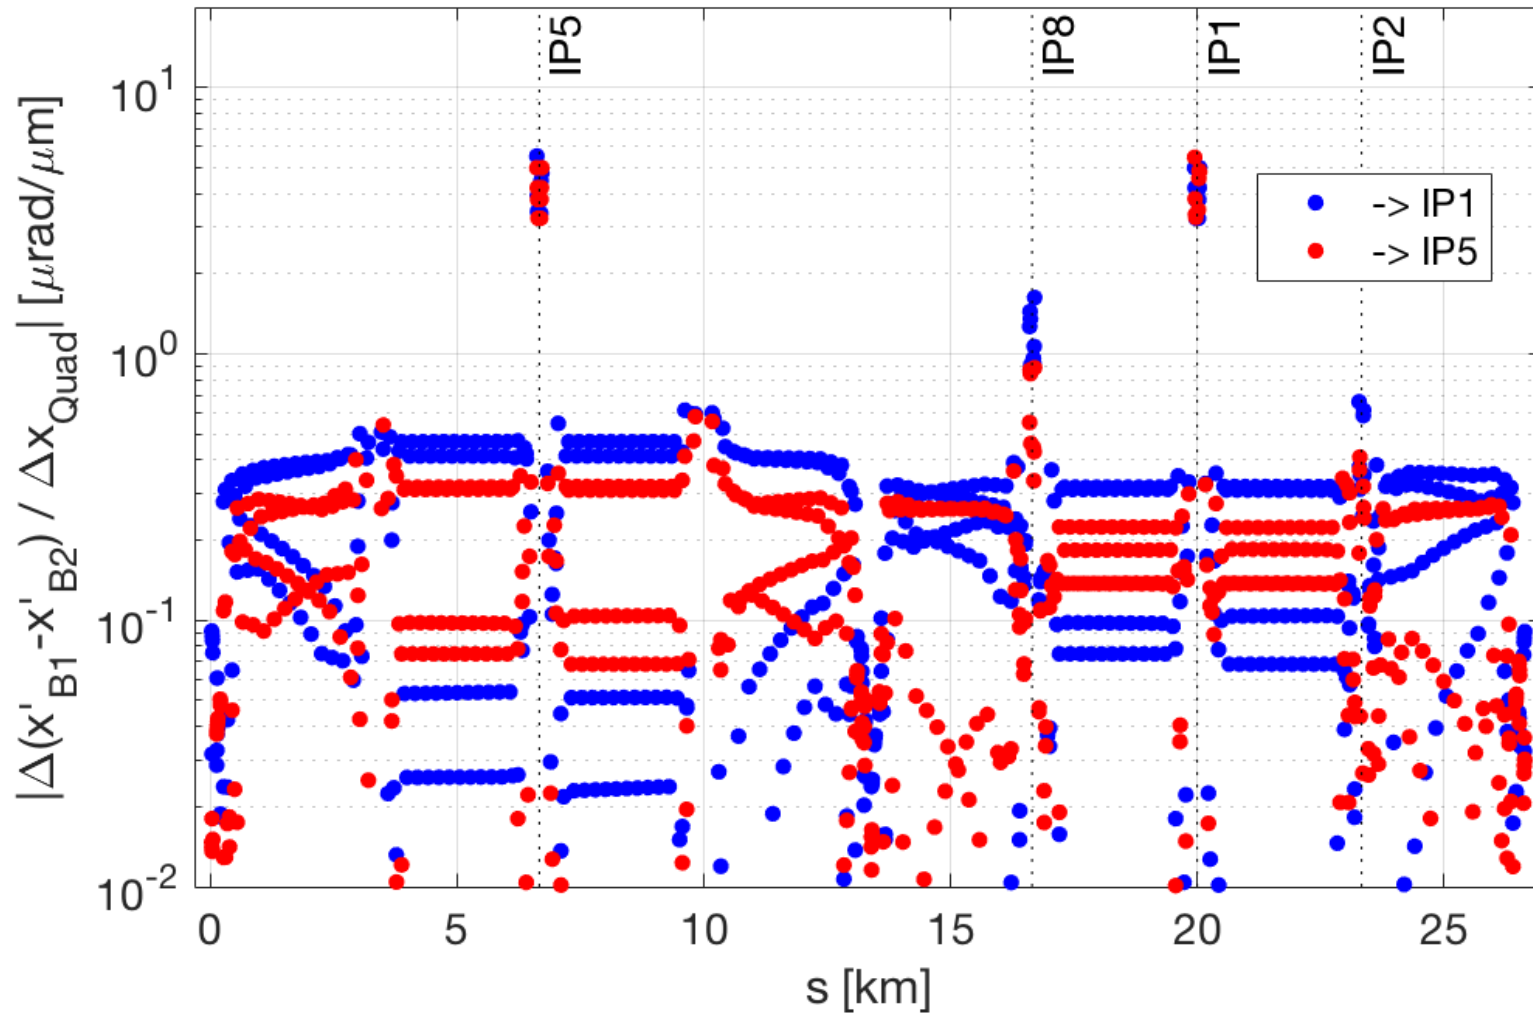 IP5
IP8
IP1
IP2
|Δ(x'B1-x'B2) / ΔxQuad| [μrad/μm]
10^1
10^0
10^-1
10^-2
-> IP1
-> IP5
0 5 10 15 20 25
s [km]